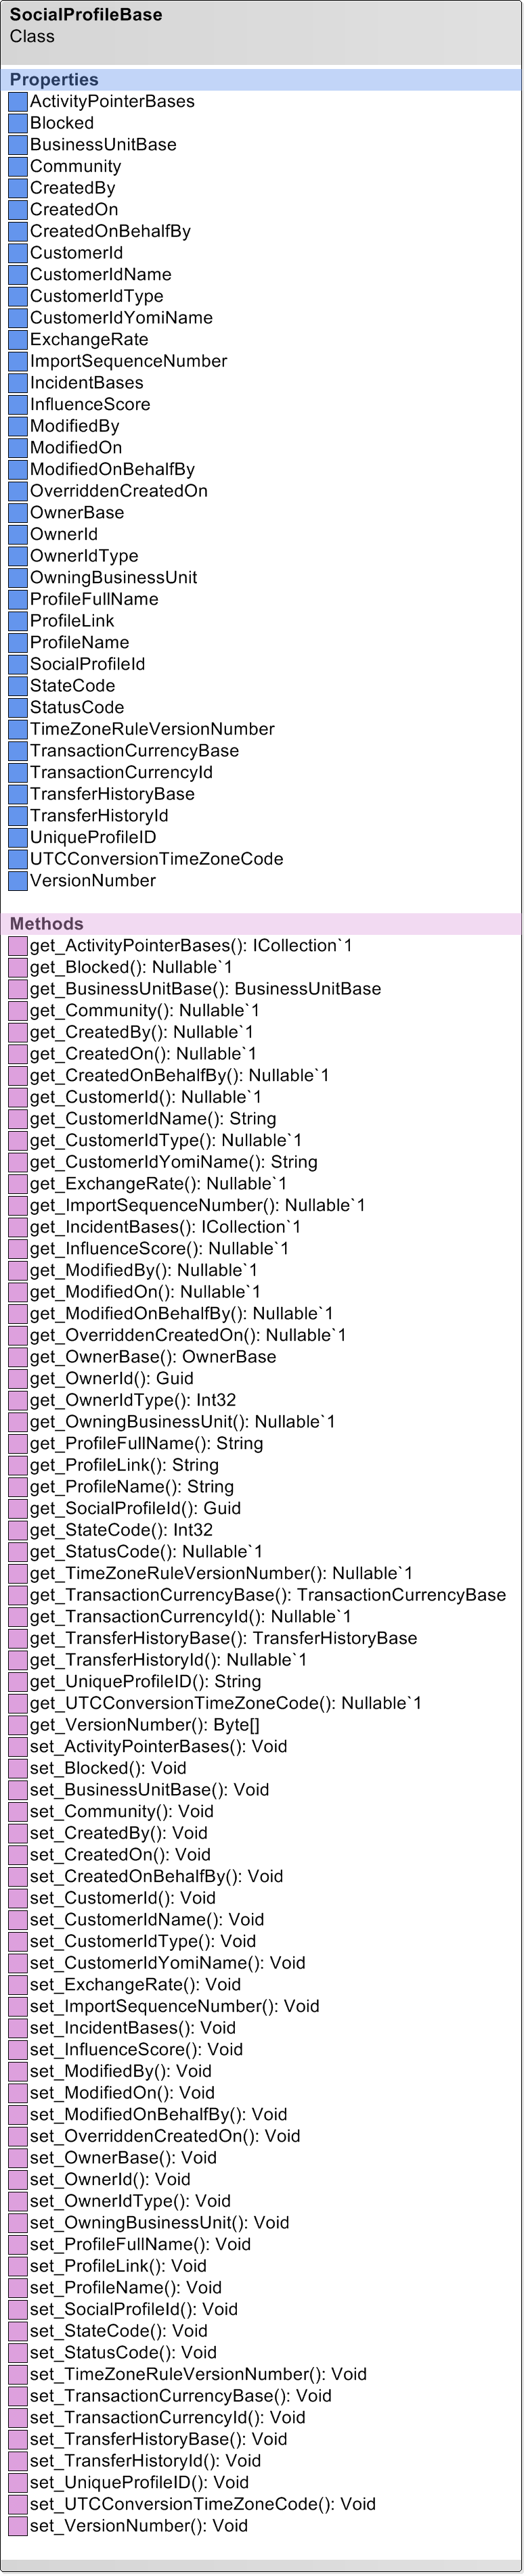 SocialProfileBase
Class
Properties
ActivityPointerBases
Blocked
BusinessUnitBase
Community
CreatedBy
CreatedOn
CreatedOnBehalfBy
CustomerId
CustomerIdName
CustomerIdType
CustomerIdYomiName
ExchangeRate
ImportSequenceNumber
IncidentBases
InfluenceScore
ModifiedBy
ModifiedOn
ModifiedOnBehalfBy
OverriddenCreatedOn
OwnerBase
OwnerId
OwnerIdType
OwningBusinessUnit
ProfileFullName
ProfileLink
ProfileName
SocialProfileId
StateCode
StatusCode
TimeZoneRuleVersionNumber
TransactionCurrencyBase
TransactionCurrencyId
TransferHistoryBase
TransferHistoryId
UniqueProfileID
UTCConversionTimeZoneCode
VersionNumber
Methods
get_ActivityPointerBases(): ICollection`1
get_Blocked(): Nullable`1
get_BusinessUnitBase(): BusinessUnitBase
get_Community(): Nullable`1
get_CreatedBy(): Nullable`1
get_CreatedOn(): Nullable`1
get_CreatedOnBehalfBy(): Nullable`1
get_CustomerId(): Nullable`1
get_CustomerIdName(): String
get_CustomerIdType(): Nullable`1
get_CustomerIdYomiName(): String
get_ExchangeRate(): Nullable`1
get_ImportSequenceNumber(): Nullable`1
get_IncidentBases(): ICollection`1
get_InfluenceScore(): Nullable`1
get_ModifiedBy(): Nullable`1
get_ModifiedOn(): Nullable`1
get_ModifiedOnBehalfBy(): Nullable`1
get_OverriddenCreatedOn(): Nullable`1
get_OwnerBase(): OwnerBase
get_OwnerId(): Guid
get_OwnerIdType(): Int32
get_OwningBusinessUnit(): Nullable`1
get_ProfileFullName(): String
get_ProfileLink(): String
get_ProfileName(): String
get_SocialProfileId(): Guid
get_StateCode(): Int32
get_StatusCode(): Nullable`1
get_TimeZoneRuleVersionNumber(): Nullable`1
get_TransactionCurrencyBase(): TransactionCurrencyBase
get_TransactionCurrencyId(): Nullable`1
get_TransferHistoryBase(): TransferHistoryBase
get_TransferHistoryId(): Nullable`1
get_UniqueProfileID(): String
get_UTCConversionTimeZoneCode(): Nullable`1
get_VersionNumber(): Byte[]
set_ActivityPointerBases(): Void
set_Blocked(): Void
set_BusinessUnitBase(): Void
set_Community(): Void
set_CreatedBy(): Void
set_CreatedOn(): Void
set_CreatedOnBehalfBy(): Void
set_CustomerId(): Void
set_CustomerIdName(): Void
set_CustomerIdType(): Void
set_CustomerIdYomiName(): Void
set_ExchangeRate(): Void
set_ImportSequenceNumber(): Void
set_IncidentBases(): Void
set_InfluenceScore(): Void
set_ModifiedBy(): Void
set_ModifiedOn(): Void
set_ModifiedOnBehalfBy(): Void
set_OverriddenCreatedOn(): Void
set_OwnerBase(): Void
set_OwnerId(): Void
set_OwnerIdType(): Void
set_OwningBusinessUnit(): Void
set_ProfileFullName(): Void
set_ProfileLink(): Void
set_ProfileName(): Void
set_SocialProfileId(): Void
set_StateCode(): Void
set_StatusCode(): Void
set_TimeZoneRuleVersionNumber(): Void
set_TransactionCurrencyBase(): Void
set_TransactionCurrencyId(): Void
set_TransferHistoryBase(): Void
set_TransferHistoryId(): Void
set_UniqueProfileID(): Void
set_UTCConversionTimeZoneCode(): Void
set_VersionNumber(): Void